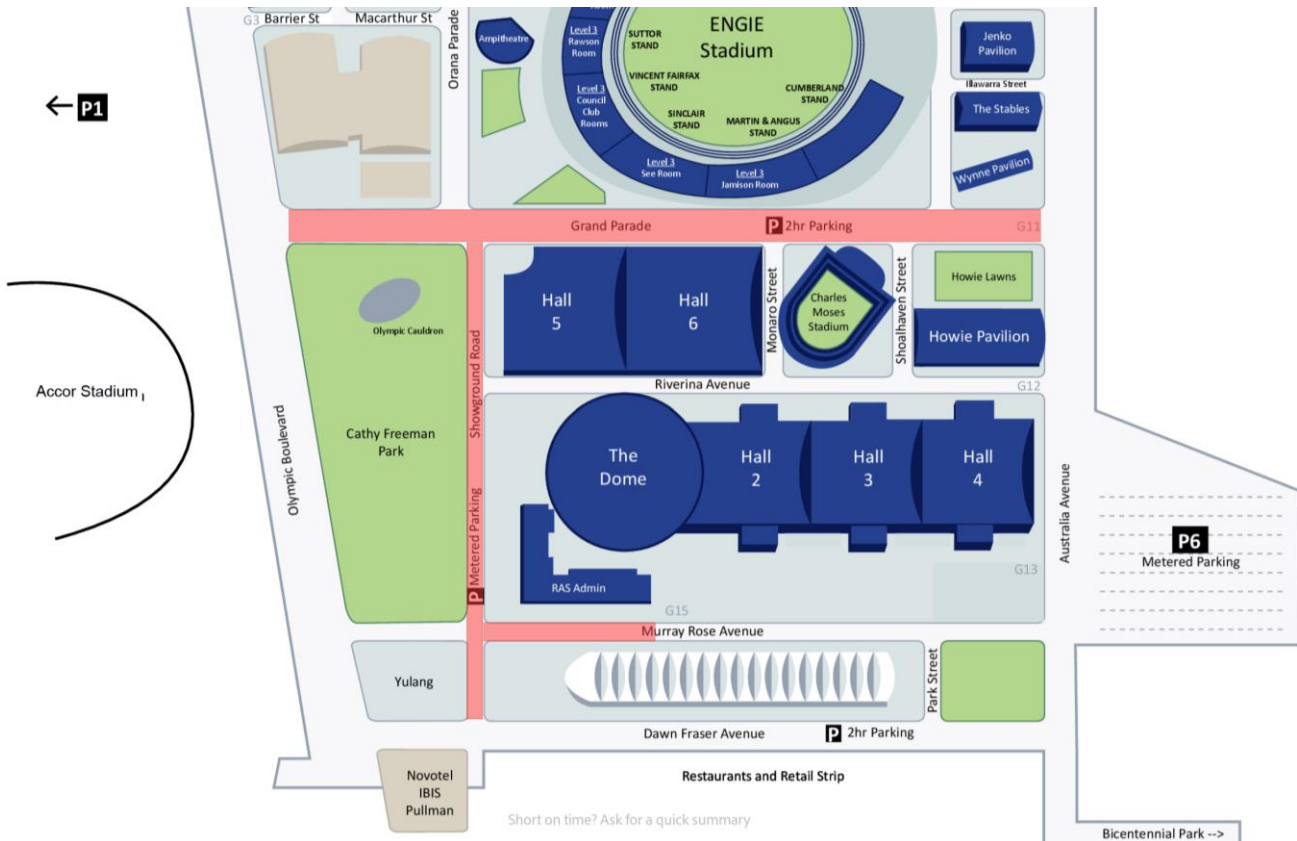 G3 Barrier St
Macarthur St
Orana Parade
← P1
Ampitheatre
Level 3
Rawson
Room
Level 3
Council
Club
Rooms
Level 3
See Room
Level 3
Jamison Room
ENGIE
Stadium
SUTTOR
STAND
VINCENT FAIRFAX
STAND
SINCLAIR
STAND
MARTIN & ANGUS
STAND
CUMBERLAND
STAND
Jenko
Pavilion
Illawarra Street
The Stables
Wynne Pavilion
Grand Parade
P 2hr Parking
G11
Olympic Cauldron
Hall
5
Hall
6
Monaro Street
Charles
Moses
Stadium
Shoalhaven Street
Howie Lawns
Howie Pavilion
Accor Stadium
Olympic Boulevard
Cathy Freeman
Park
Showground Road
P Metered Parking
Riverina Avenue
G12
The
Dome
Hall
2
Hall
3
Hall
4
Australia Avenue
P6
Metered Parking
RAS Admin
G15
G13
Murray Rose Avenue
Yulang
Park Street
Dawn Fraser Avenue
P 2hr Parking
Novotel
IBIS
Pullman
Restaurants and Retail Strip
Short on time? Ask for a quick summary
Bicentennial Park -->